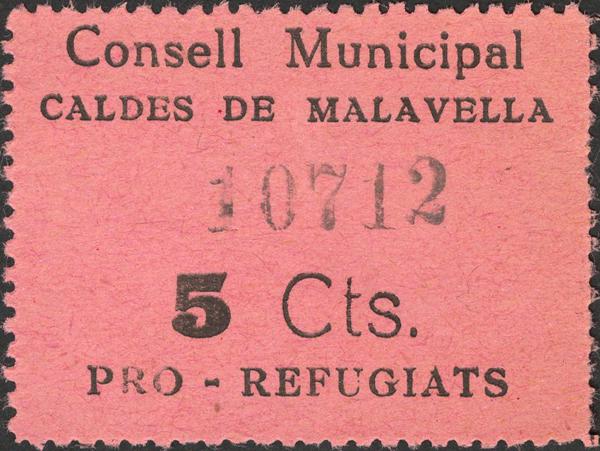 Consell Municipal
CALDES DE MALAVELLA
10712
5 Cts.
PRO - REFUGIATS